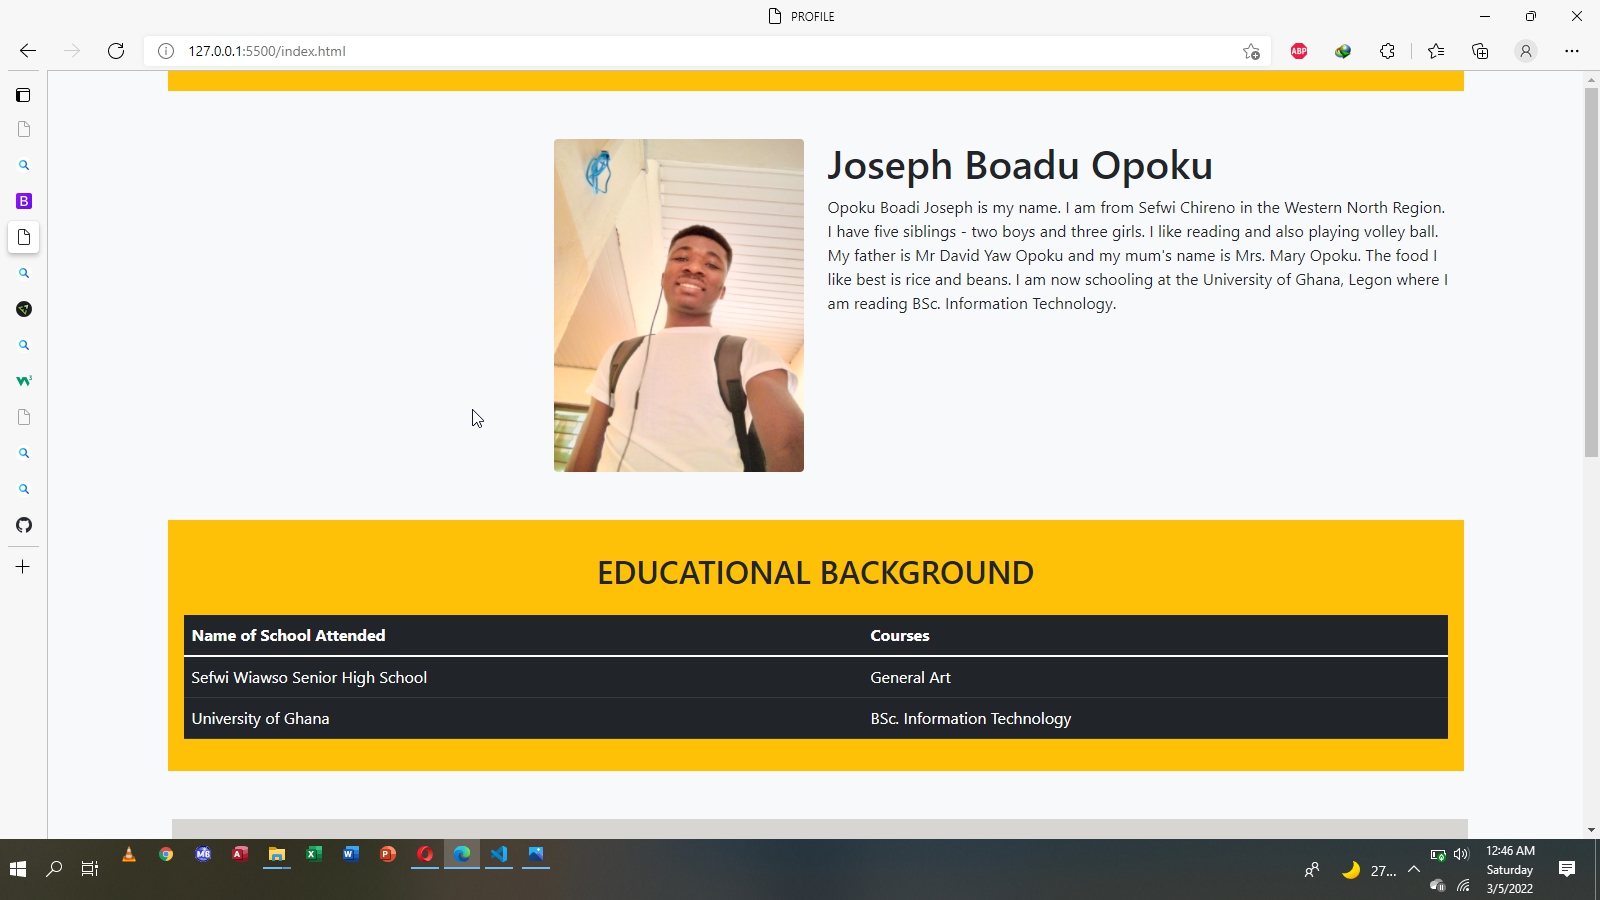 PROFILE
127.0.0.1:5500/index.html
ABP
B
Joseph Boadu Opoku
Opoku Boadi Joseph is my name. I am from Sefwi Chireno in the Western North Region.
I have five siblings - two boys and three girls. I like reading and also playing volley ball.
My father is Mr David Yaw Opoku and my mum's name is Mrs. Mary Opoku. The food I
like best is rice and beans. I am now schooling at the University of Ghana, Legon where I
am reading BSc. Information Technology.
EDUCATIONAL BACKGROUND
Name of School Attended Courses
Sefwi Wiawso Senior High School General Art
University of Ghana BSc. Information Technology
27...
12:46 AM
Saturday
3/5/2022